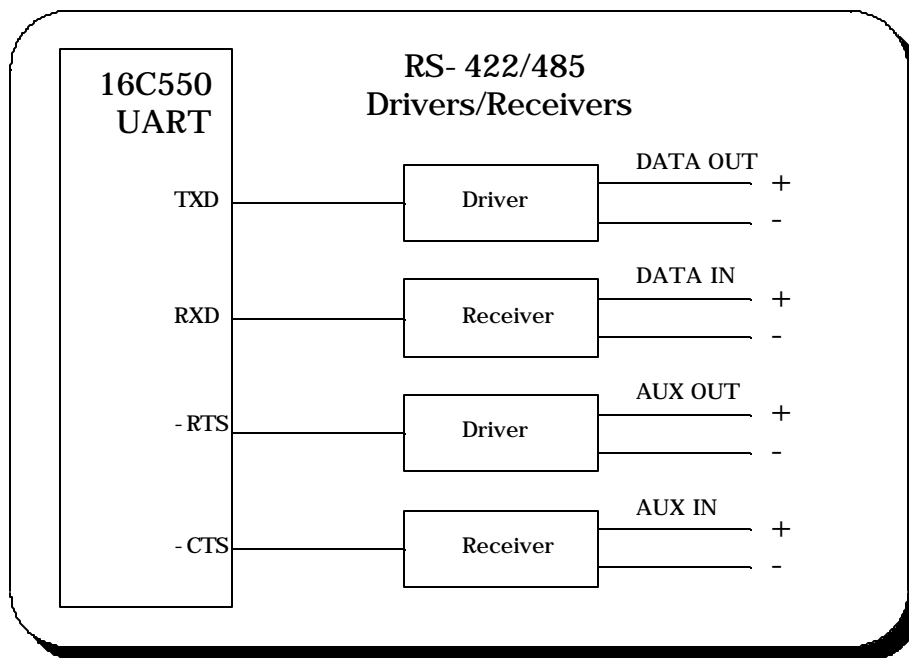 16C550
UART
RS-422/485
Drivers/Receivers
TXD
Driver
DATA OUT
+
-
RXD
Receiver
DATA IN
+
-
-RTS
Driver
AUX OUT
+
-
-CTS
Receiver
AUX IN
+
-